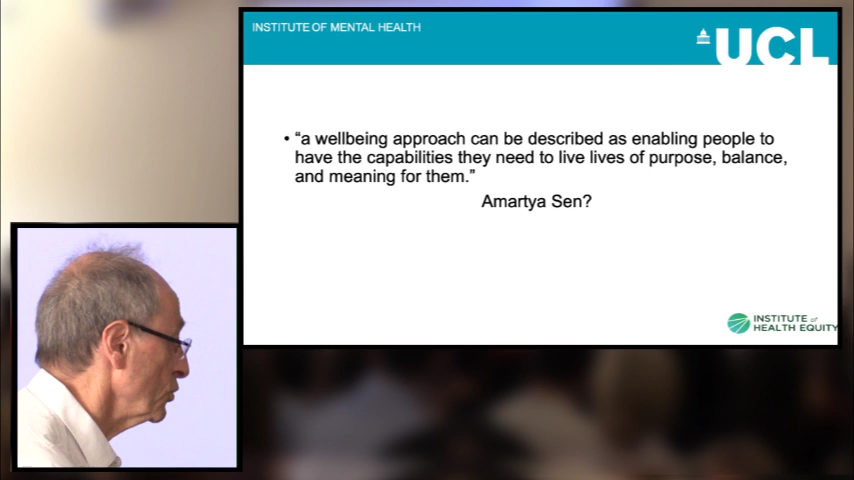 INSTITUTE OF MENTAL HEALTH
UCL
• “a wellbeing approach can be described as enabling people to
have the capabilities they need to live lives of purpose, balance,
and meaning for them.”
Amartya Sen?
INSTITUTE of
HEALTH EQUITY